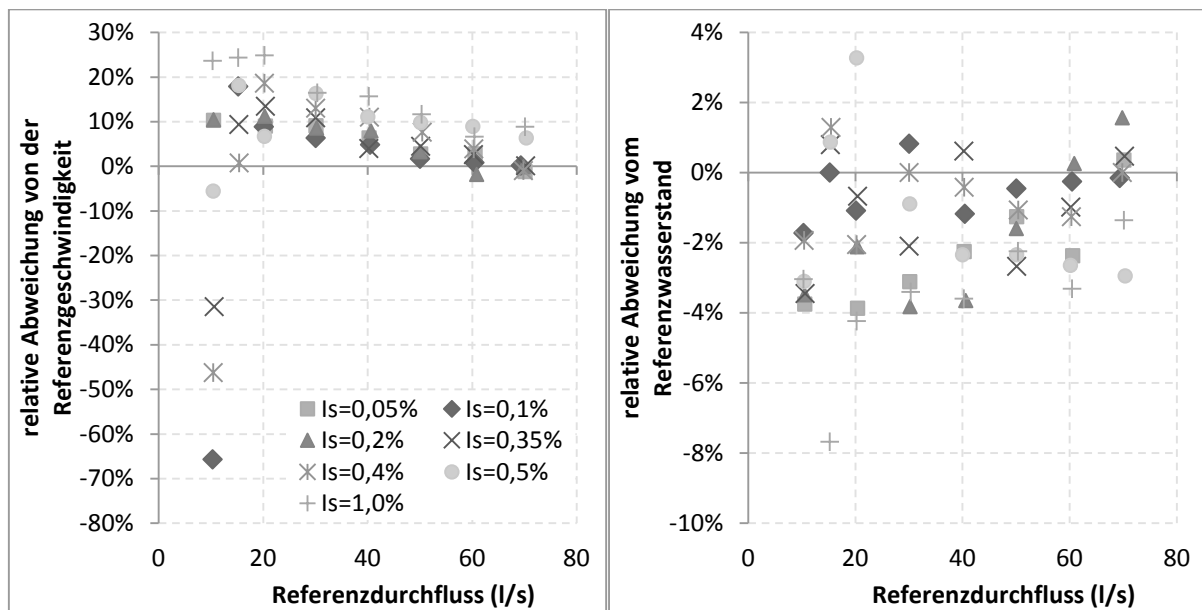 relative Abweichung von der
Referenzgeschwindigkeit
30%
20%
10%
0%
-10%
-20%
-30%
-40%
-50%
-60%
-70%
-80%
Is=0,05% Is=0,1%
Is=0,2% Is=0,35%
Is=0,4% Is=0,5%
Is=1,0%
0 20 40 60 80
Referenzdurchfluss (l/s)
relative Abweichung vom
Referenzwasserstand
4%
2%
0%
-2%
-4%
-6%
-8%
-10%
0 20 40 60 80
Referenzdurchfluss (l/s)